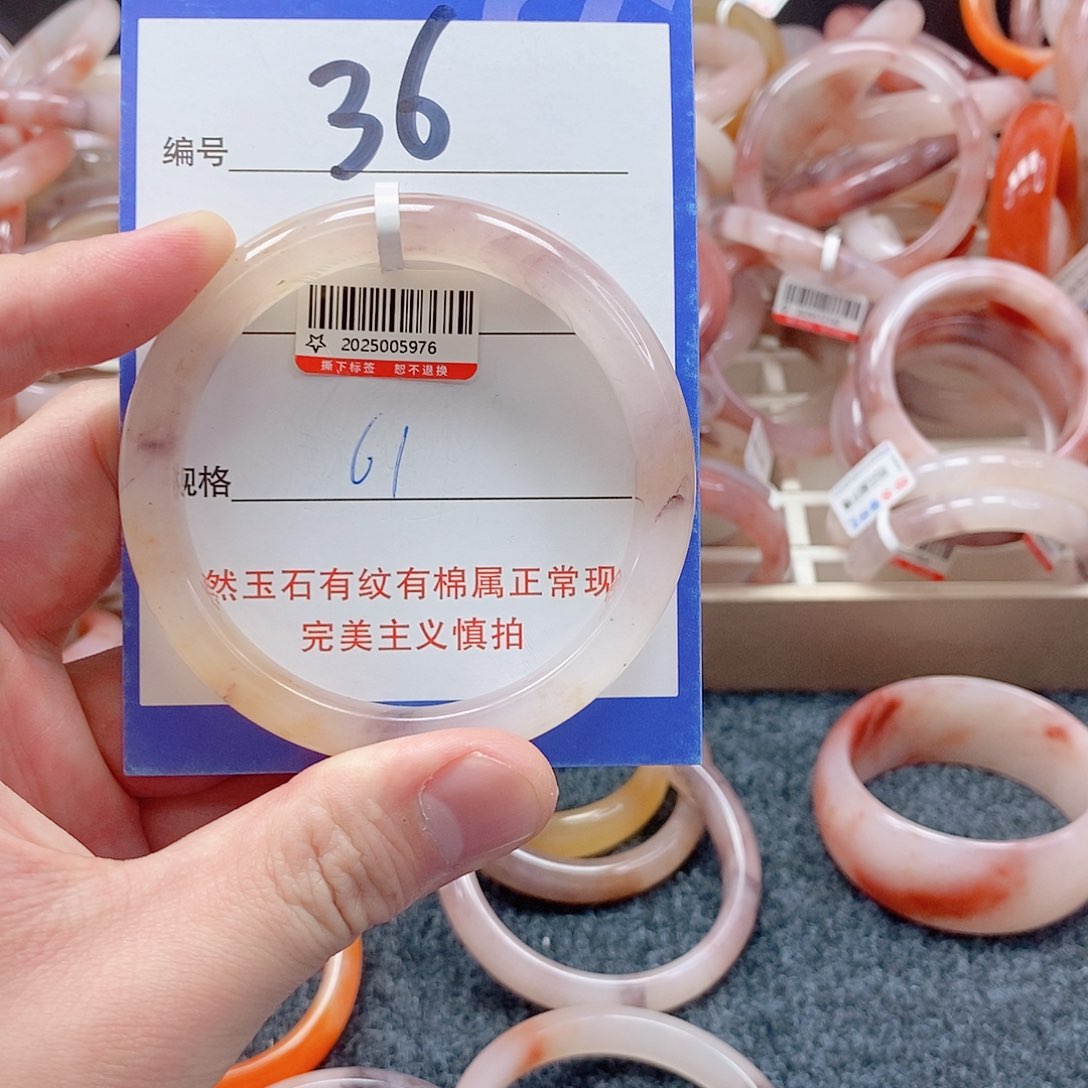 编号 36
2025005976
撕下标签 恕不退换
规格 61
然玉石有纹有棉属正常现
完美主义慎拍